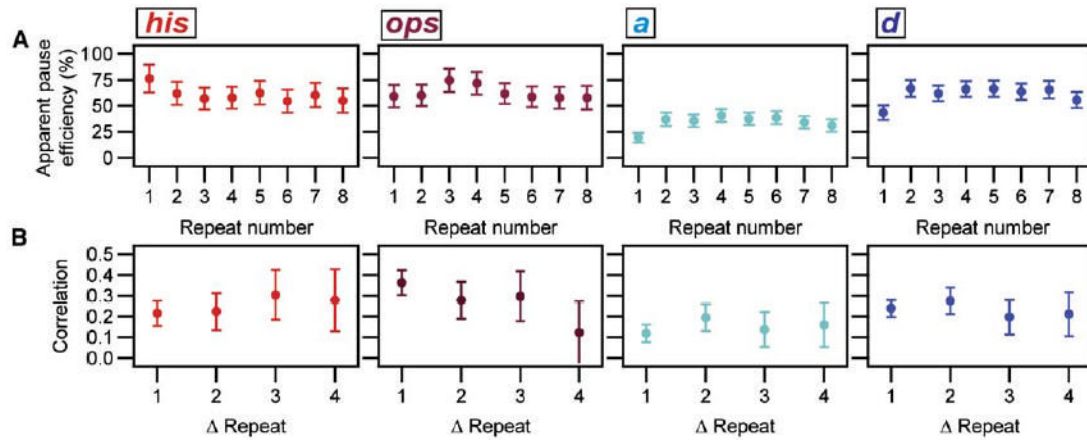 his ops a d
A
Apparent pause
efficiency (%)
100
75
50
25
0
1 2 3 4 5 6 7 8 1 2 3 4 5 6 7 8 1 2 3 4 5 6 7 8 1 2 3 4 5 6 7 8
Repeat number Repeat number Repeat number Repeat number
B
Correlation
0.5
0.4
0.3
0.2
0.1
0.0
1 2 3 4 1 2 3 4 1 2 3 4 1 2 3 4
Δ Repeat Δ Repeat Δ Repeat Δ Repeat